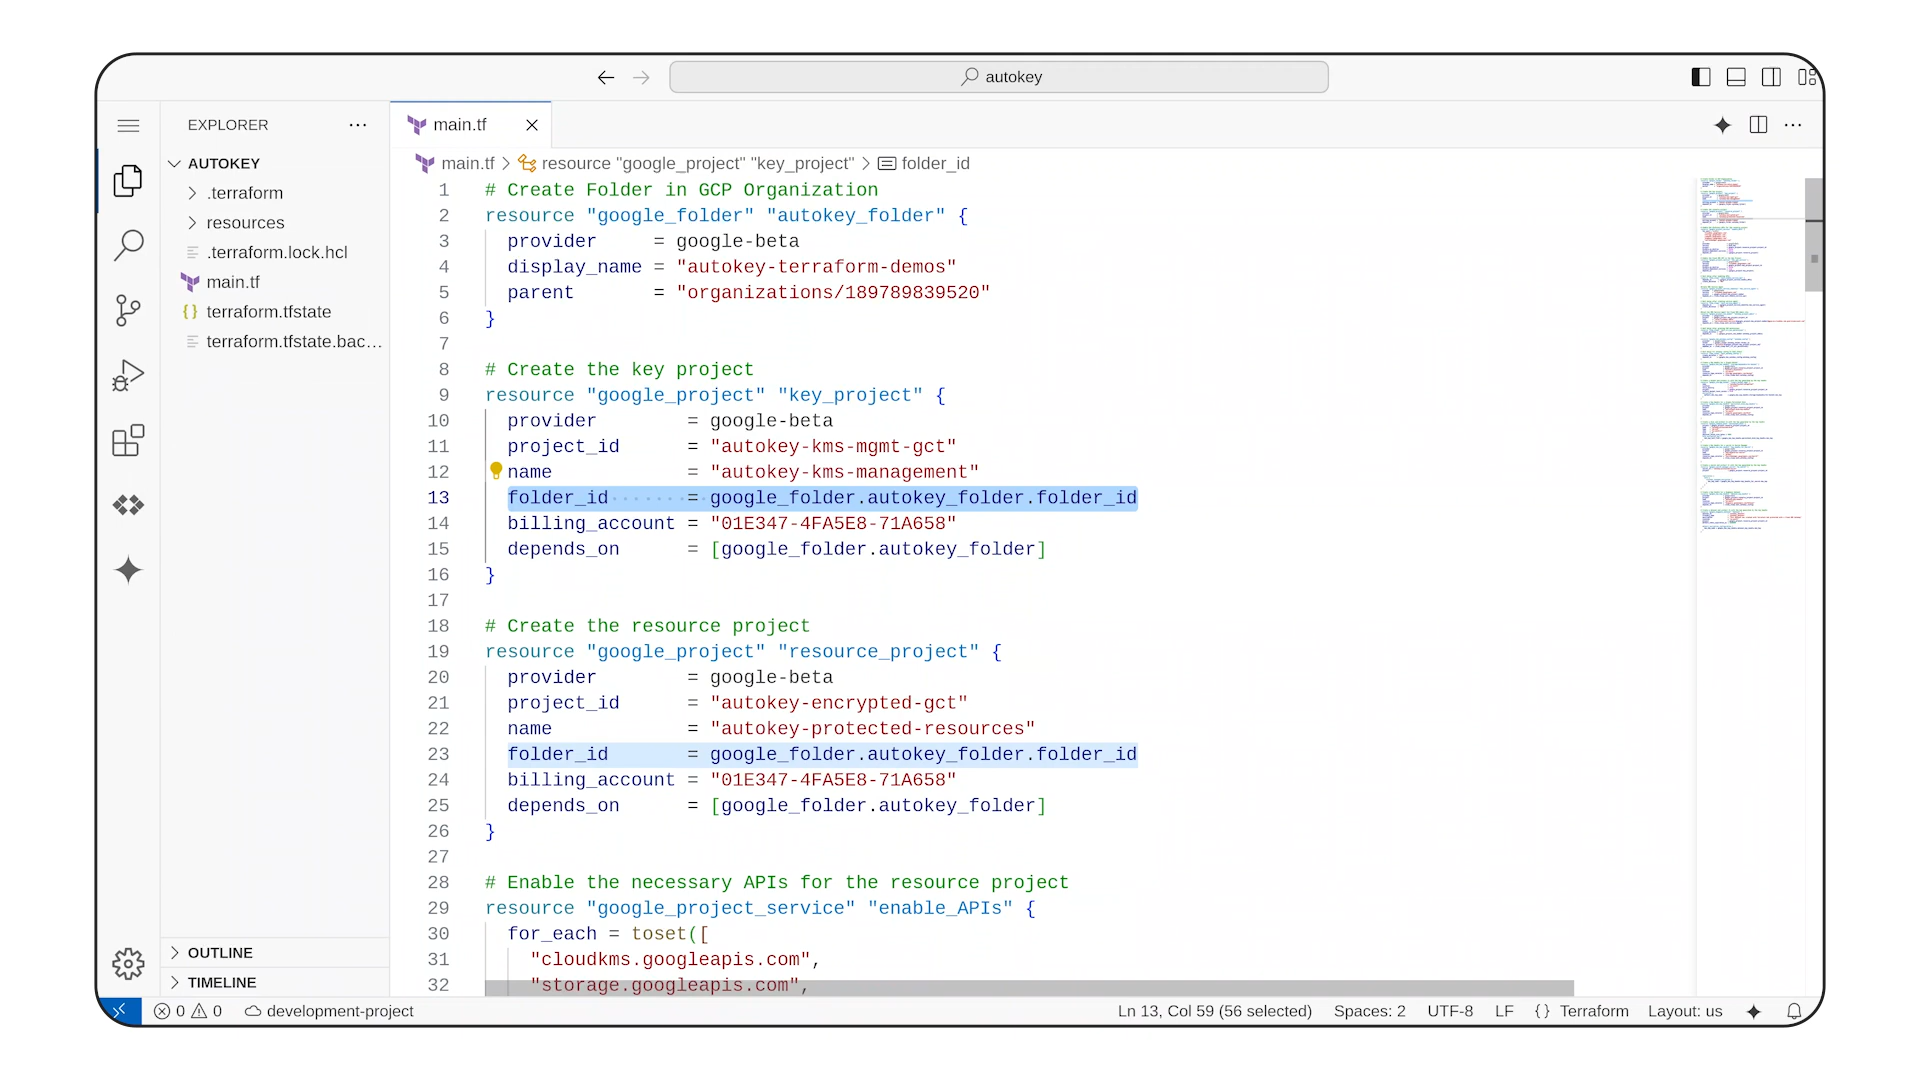 autokey
EXPLORER
main.tf
AUTOKEY
.terraform
resources
.terraform.lock.hcl
main.tf
terraform.tfstate
terraform.tfstate.bac...
OUTLINE
TIMELINE
main.tf > resource "google_project" "key_project" > folder_id
1 # Create Folder in GCP Organization
2 resource "google_folder" "autokey_folder" {
3 provider = google-beta
4 display_name = "autokey-terraform-demos"
5 parent = "organizations/189789839520"
6 }
7
8 # Create the key project
9 resource "google_project" "key_project" {
10 provider = google-beta
11 project_id = "autokey-kms-mgmt-gct"
12 name = "autokey-kms-management"
13 folder_id = google_folder.autokey_folder.folder_id
14 billing_account = "01E347-4FA5E8-71A658"
15 depends_on = [google_folder.autokey_folder]
16 }
17
18 # Create the resource project
19 resource "google_project" "resource_project" {
20 provider = google-beta
21 project_id = "autokey-encrypted-gct"
22 name = "autokey-protected-resources"
23 folder_id = google_folder.autokey_folder.folder_id
24 billing_account = "01E347-4FA5E8-71A658"
25 depends_on = [google_folder.autokey_folder]
26 }
27
28 # Enable the necessary APIs for the resource project
29 resource "google_project_service" "enable_APIs" {
30 for_each = toset([
31 "cloudkms.googleapis.com",
32 "storage.googleapis.com",
0 0 development-project Ln 13, Col 59 (56 selected) Spaces: 2 UTF-8 LF {} Terraform Layout: us